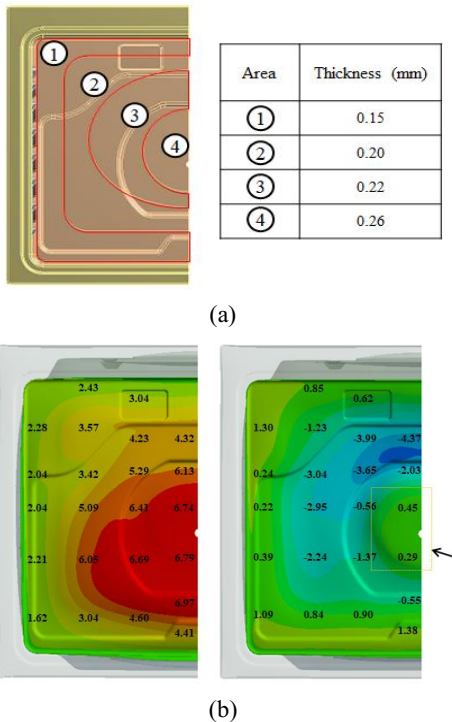 1
2
3
4
Area Thickness (mm)
1 0.15
2 0.20
3 0.22
4 0.26
(a)
2.43
3.04
2.28 3.57
4.23 4.32
2.04 3.42 5.29 6.13
2.04 5.09 6.41 6.74
2.21 6.05 6.69 6.79
6.97
1.62 3.04 4.60
4.41
0.85
0.62
1.30 -1.23
-3.99 -4.37
0.24 -3.04 -3.65 -2.03
0.22 -2.95 -0.56 0.45
0.39 -2.24 -1.37 0.29
-0.55
1.09 0.84 0.90
1.38
(b)